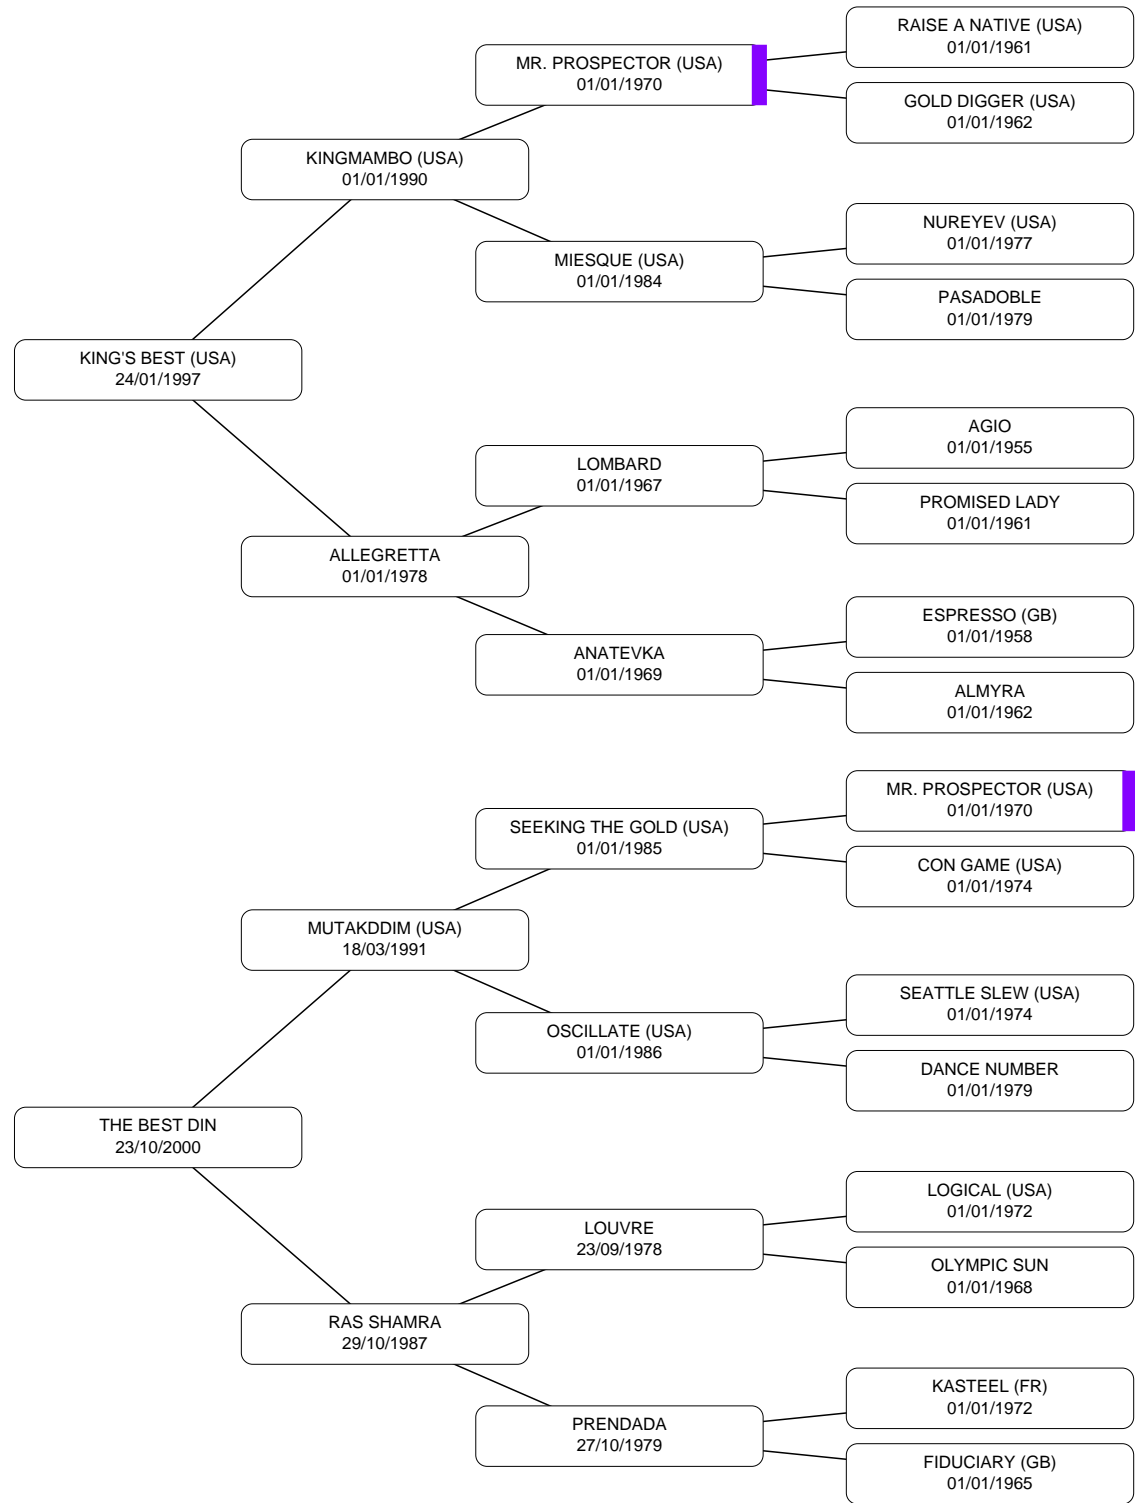 RAISE A NATIVE (USA)
01/01/1961
MR. PROSPECTOR (USA)
01/01/1970
GOLD DIGGER (USA)
01/01/1962
KINGMAMBO (USA)
01/01/1990
NUREYEV (USA)
01/01/1977
MIESQUE (USA)
01/01/1984
PASADOBLE
01/01/1979
KING'S BEST (USA)
24/01/1997
AGIO
01/01/1955
LOMBARD
01/01/1967
PROMISED LADY
01/01/1961
ALLEGRETTA
01/01/1978
ESPRESSO (GB)
01/01/1958
ANATEVKA
01/01/1969
ALMYRA
01/01/1962
MR. PROSPECTOR (USA)
01/01/1970
SEEKING THE GOLD (USA)
01/01/1985
CON GAME (USA)
01/01/1974
MUTAKDDIM (USA)
18/03/1991
SEATTLE SLEW (USA)
01/01/1974
OSCILLATE (USA)
01/01/1986
DANCE NUMBER
01/01/1979
THE BEST DIN
23/10/2000
LOGICAL (USA)
01/01/1972
LOUVRE
23/09/1978
OLYMPIC SUN
01/01/1968
RAS SHAMRA
29/10/1987
KASTEEL (FR)
01/01/1972
PRENDADA
27/10/1979
FIDUCIARY (GB)
01/01/1965